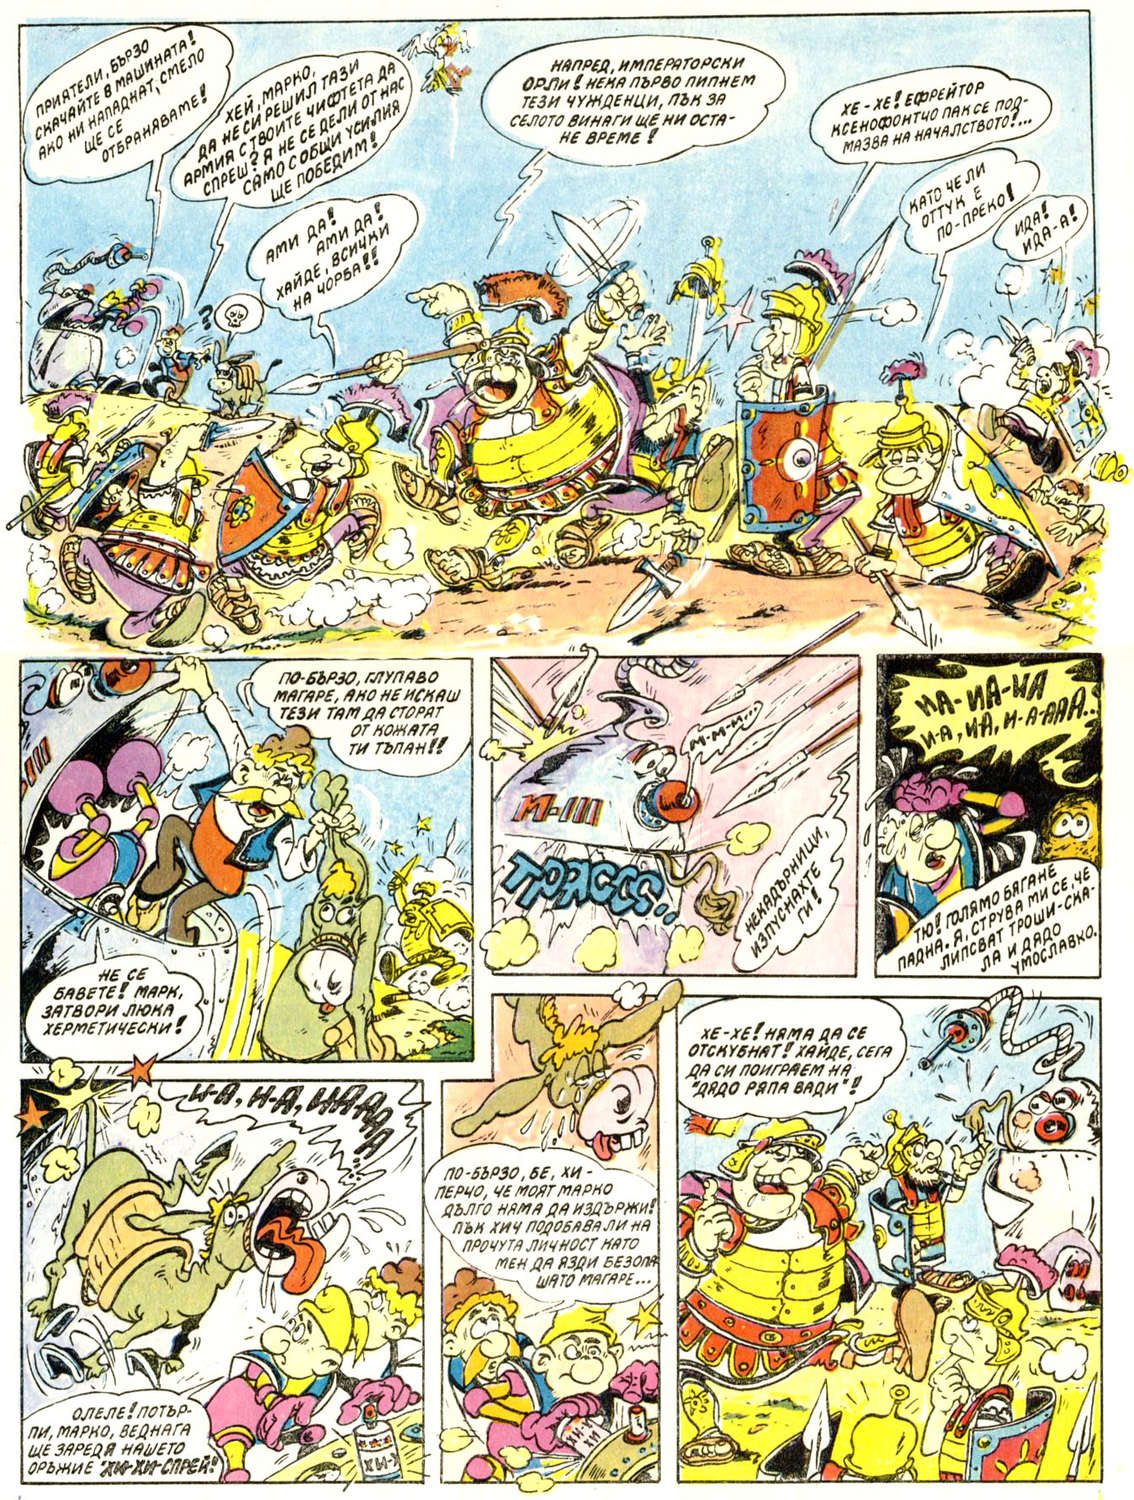 ПРИЯТЕЛИ, БЪРЗО
СКАЧАЙТЕ В МАШИНАТА!
АКО НИ НАПАДНАТ, СМЕЛО
ЩЕ СЕ
ОТБРАНЯВАМЕ!
ХЕЙ, МАРКО,
ДА НЕ СИ РЕШИЛ ТАЗИ
АРМИЯ С ТВОИТЕ ЧИФТЕТА ДА
СПРЕШ? Я НЕ СЕ ДЕЛИ ОТ НАС
САМО С ОБЩИ УСИЛИЯ
ЩЕ ПОБЕДИМ!
АМИ ДА!
АМИ ДА!
ХАЙДЕ, ВСИЧКИ
НА ЧОРБА!!
НАПРЕД, ИМПЕРАТОРСКИ
ОРЛИ! НЕКА ПЪРВО ПИПНЕМ
ТЕЗИ ЧУЖДЕНЦИ, ПЪК ЗА
СЕЛОТО ВИНАГИ ЩЕ НИ ОСТА-
НЕ ВРЕМЕ!
ХЕ-ХЕ! ЕФРЕЙТОР
КСЕНОФОНТЧО ПАК СЕ ПОД-
МАЗВА НА НАЧАЛСТВОТО!...
КАТО ЧЕ ЛИ
ОТТУК Е
ПО-ПРЕКО!
ИДА!
ИДА-А!
?
ПО-БЪРЗО, ГЛУПАВО
МАГАРЕ, АКО НЕ ИСКАШ
ТЕЗИ ТАМ ДА СТОРАТ
ОТ КОЖАТА
ТИ ТЪПАН!!
НЕ СЕ
БАВЕТЕ! МАРК,
ЗАТВОРИ ЛЮКА
ХЕРМЕТИЧЕСКИ!
М-М-М...
М-III
ТРЯССС..
НЕКАДЪРНИЦИ,
ИЗПУСНАХТЕ
ГИ!
ИА-ИА-ИА
И-А, ИА, И-А-ААА..
ТЮ! ГОЛЯМО БЯГАНЕ
ПАДНА. Я, СТРУВА МИ СЕ, ЧЕ
ЛИПСВАТ ТРОШИ-СКА-
ЛА И ДЯДО
УМОСЛАВКО.
И-А, И-А, ИААААА
ОЛЕЛЕ! ПОТЪР-
ПИ, МАРКО, ВЕДНАГА
ЩЕ ЗАРЕДЯ НАШЕТО
ОРЪЖИЕ "ХИ-ХИ-СПРЕЙ!
ХИ-Х
ПО-БЪРЗО, БЕ, ХИ-
ПЕРЧО, ЧЕ МОЯТ МАРКО
ДЪЛГО НЯМА ДА ИЗДЪРЖИ!
ПЪК ХИЧ ПОДОБАВА ЛИ НА
ПРОЧУТА ЛИЧНОСТ КАТО
МЕН ДА ЯЗДИ БЕЗОПА
ШАТО МАГАРЕ...
ХЕ-ХЕ! НЯМА ДА СЕ
ОТСКУБНАТ! ХАЙДЕ, СЕГА
ДА СИ ПОИГРАЕМ НА
"ДЯДО РЯПА ВАДИ"!